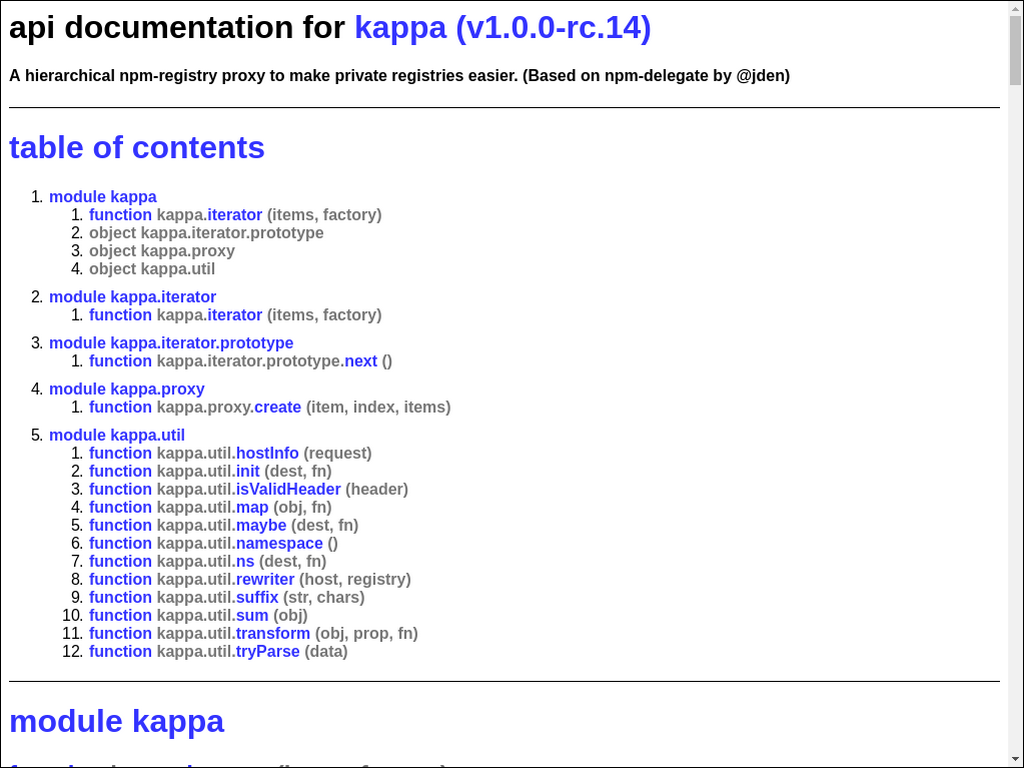 api documentation for kappa (v1.0.0-rc.14)
A hierarchical npm-registry proxy to make private registries easier. (Based on npm-delegate by @jden)
table of contents
1. module kappa
1. function kappa.iterator (items, factory)
2. object kappa.iterator.prototype
3. object kappa.proxy
4. object kappa.util
2. module kappa.iterator
1. function kappa.iterator (items, factory)
3. module kappa.iterator.prototype
1. function kappa.iterator.prototype.next ()
4. module kappa.proxy
1. function kappa.proxy.create (item, index, items)
5. module kappa.util
1. function kappa.util.hostInfo (request)
2. function kappa.util.init (dest, fn)
3. function kappa.util.isValidHeader (header)
4. function kappa.util.map (obj, fn)
5. function kappa.util.maybe (dest, fn)
6. function kappa.util.namespace ()
7. function kappa.util.ns (dest, fn)
8. function kappa.util.rewriter (host, registry)
9. function kappa.util.suffix (str, chars)
10. function kappa.util.sum (obj)
11. function kappa.util.transform (obj, prop, fn)
12. function kappa.util.tryParse (data)
module kappa